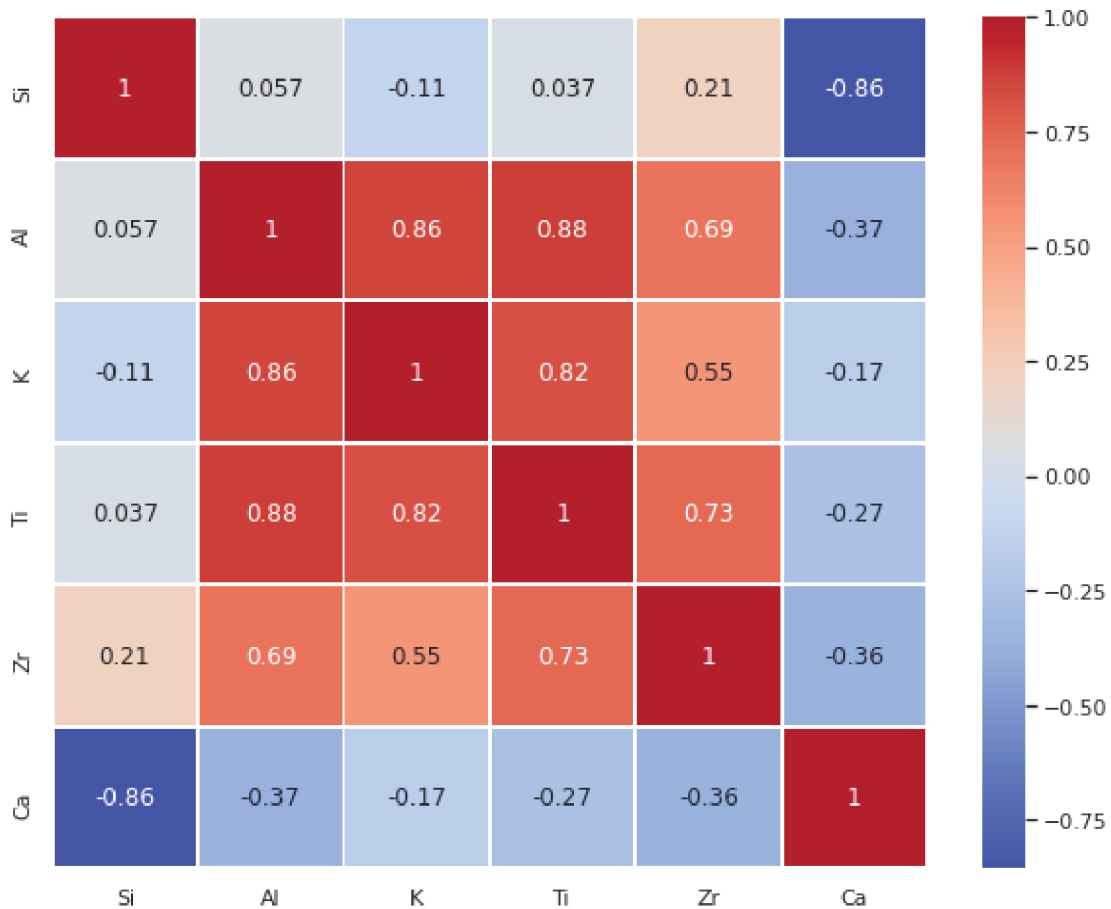 Si 1 0.057 -0.11 0.037 0.21 -0.86
Al 0.057 1 0.86 0.88 0.69 -0.37
K -0.11 0.86 1 0.82 0.55 -0.17
Ti 0.037 0.88 0.82 1 0.73 -0.27
Zr 0.21 0.69 0.55 0.73 1 -0.36
Ca -0.86 -0.37 -0.17 -0.27 -0.36 1
Si Al K Ti Zr Ca
1.00
0.75
0.50
0.25
0.00
−0.25
−0.50
−0.75